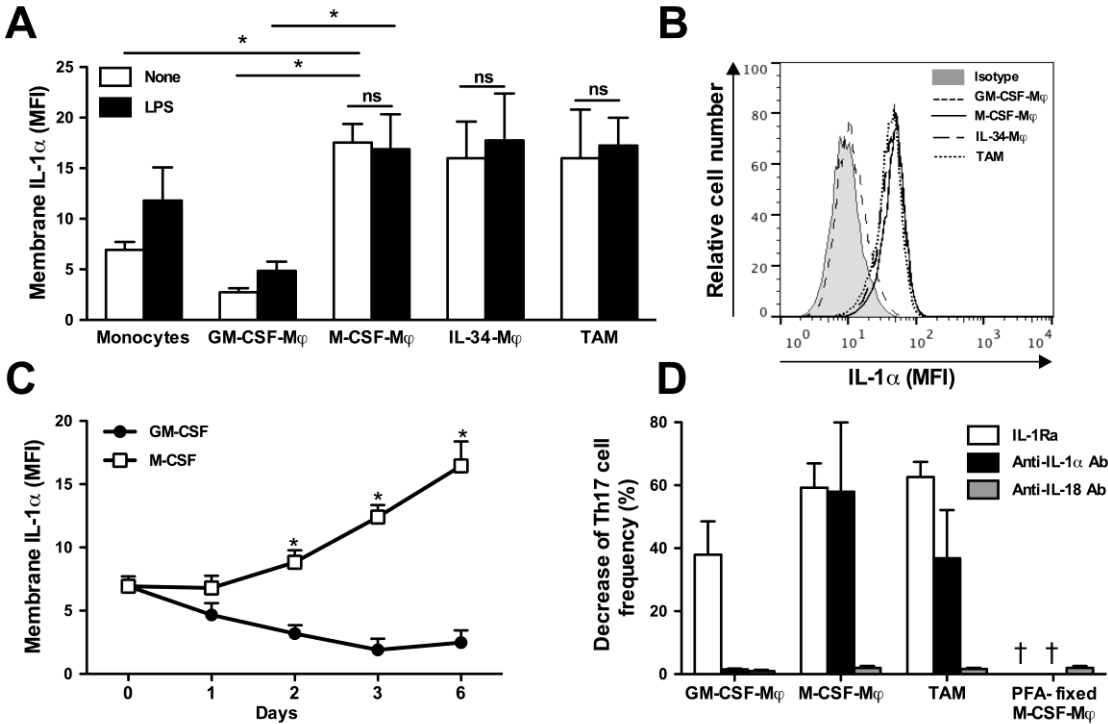 A
*
*
*
Membrane IL-1α (MFI)
25
20
15
10
5
0
None
LPS
ns
ns
ns
Monocytes
GM-CSF-Mφ
M-CSF-Mφ
IL-34-Mφ
TAM
B
Relative cell number
100
80
60
40
20
0
Isotype
GM-CSF-Mφ
M-CSF-Mφ
IL-34-Mφ
TAM
10^0
10^1
10^2
10^3
10^4
IL-1α (MFI)
C
Membrane IL-1α (MFI)
20
15
10
5
0
GM-CSF
M-CSF
*
*
*
0
1
2
3
6
Days
D
Decrease of Th17 cell
frequency (%)
80
60
40
20
0
IL-1Ra
Anti-IL-1α Ab
Anti-IL-18 Ab
† †
GM-CSF-Mφ
M-CSF-Mφ
TAM
PFA- fixed
M-CSF-Mφ